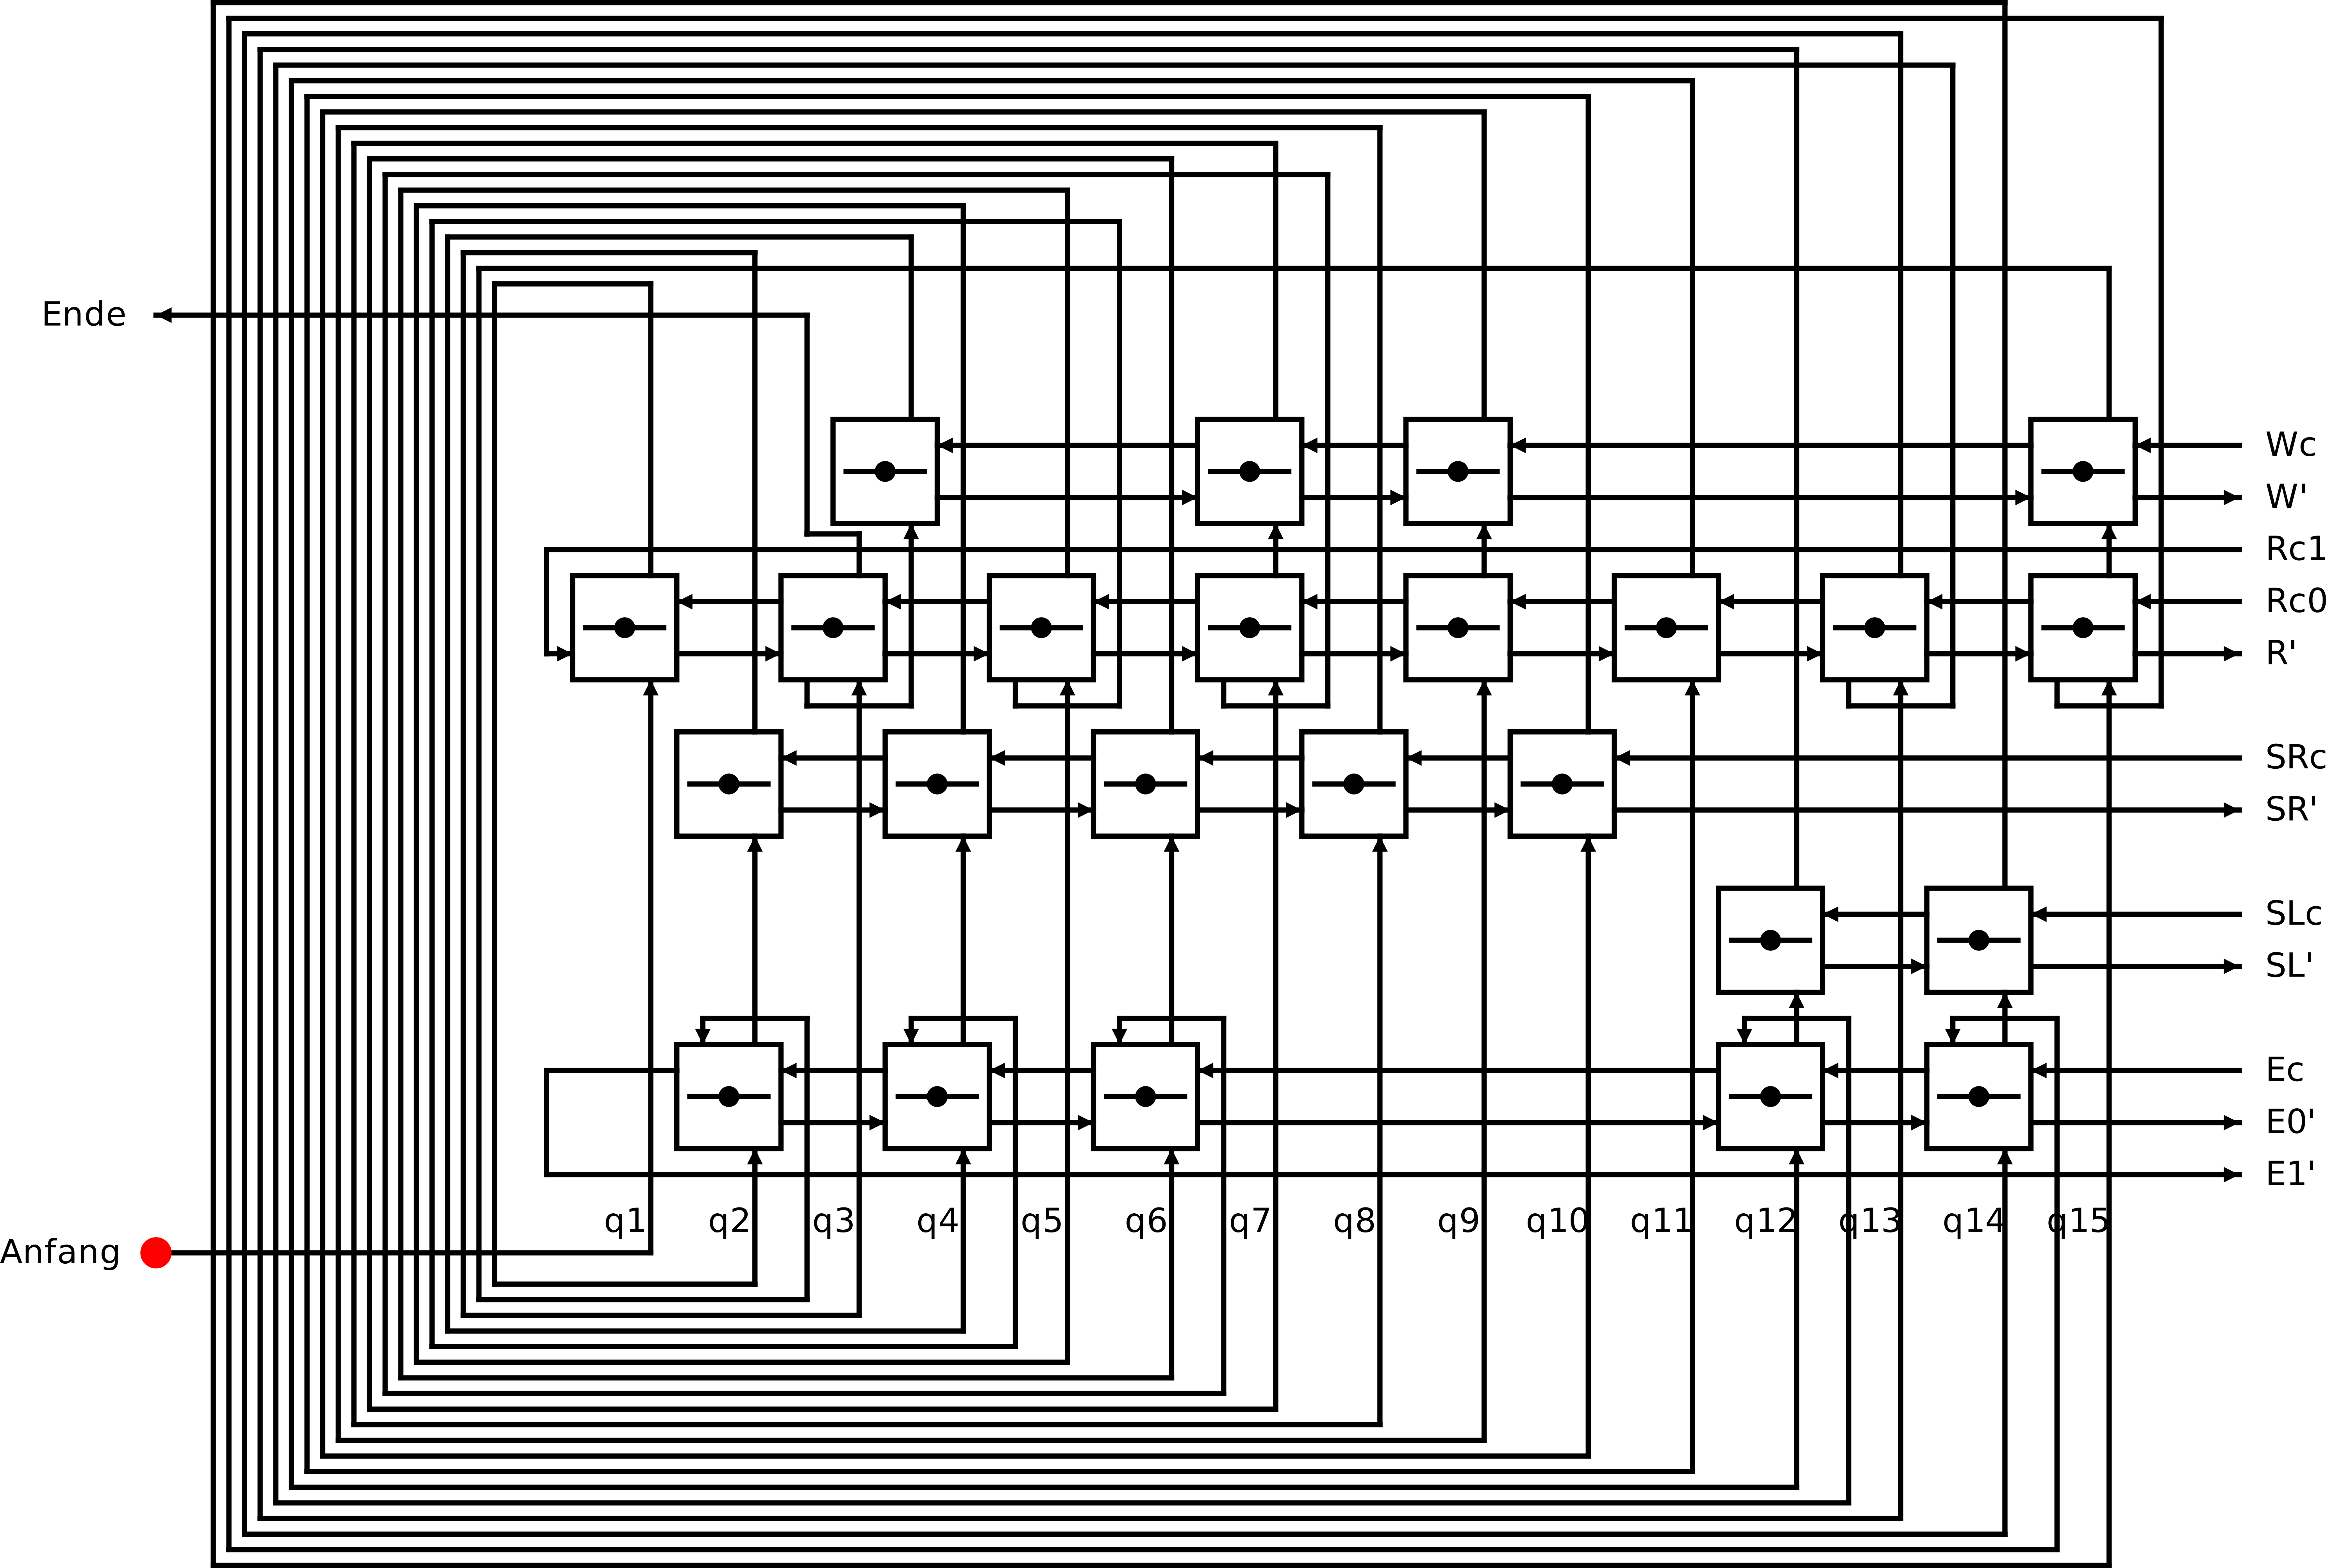 Ende
Wc
W'
Rc1
Rc0
R'
SRc
SR'
SLc
SL'
Ec
E0'
E1'
q1 q2 q3 q4 q5 q6 q7 q8 q9 q10 q11 q12 q13 q14 q15
Anfang